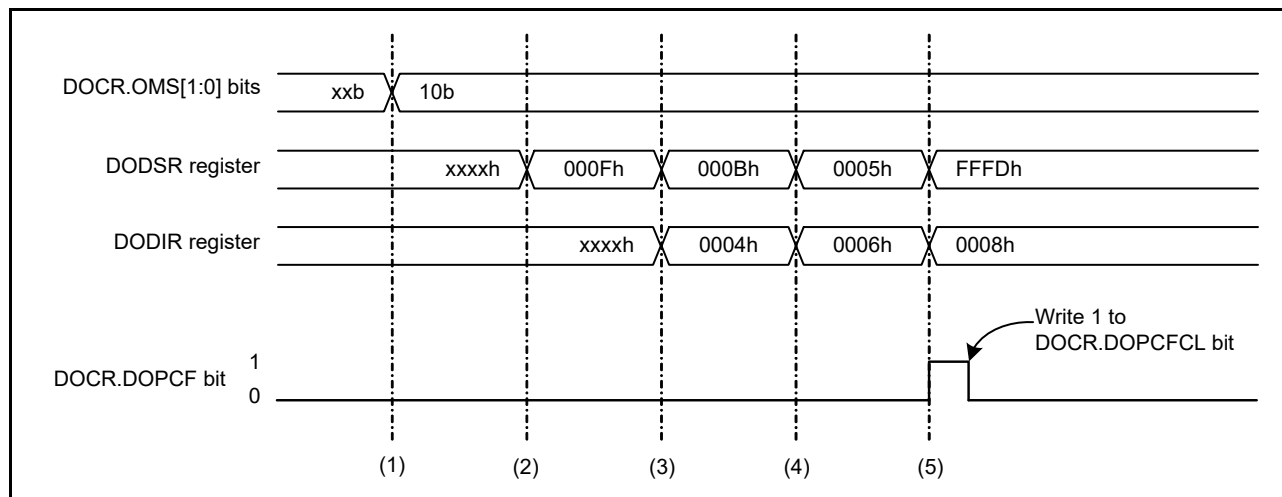 DOCR.OMS[1:0] bits xxb 10b
DODSR register xxxxh 000Fh 000Bh 0005h FFFDh
DODIR register xxxxh 0004h 0006h 0008h
Write 1 to
DOCR.DOPCFCL bit
1
DOCR.DOPCF bit
0
(1) (2) (3) (4) (5)